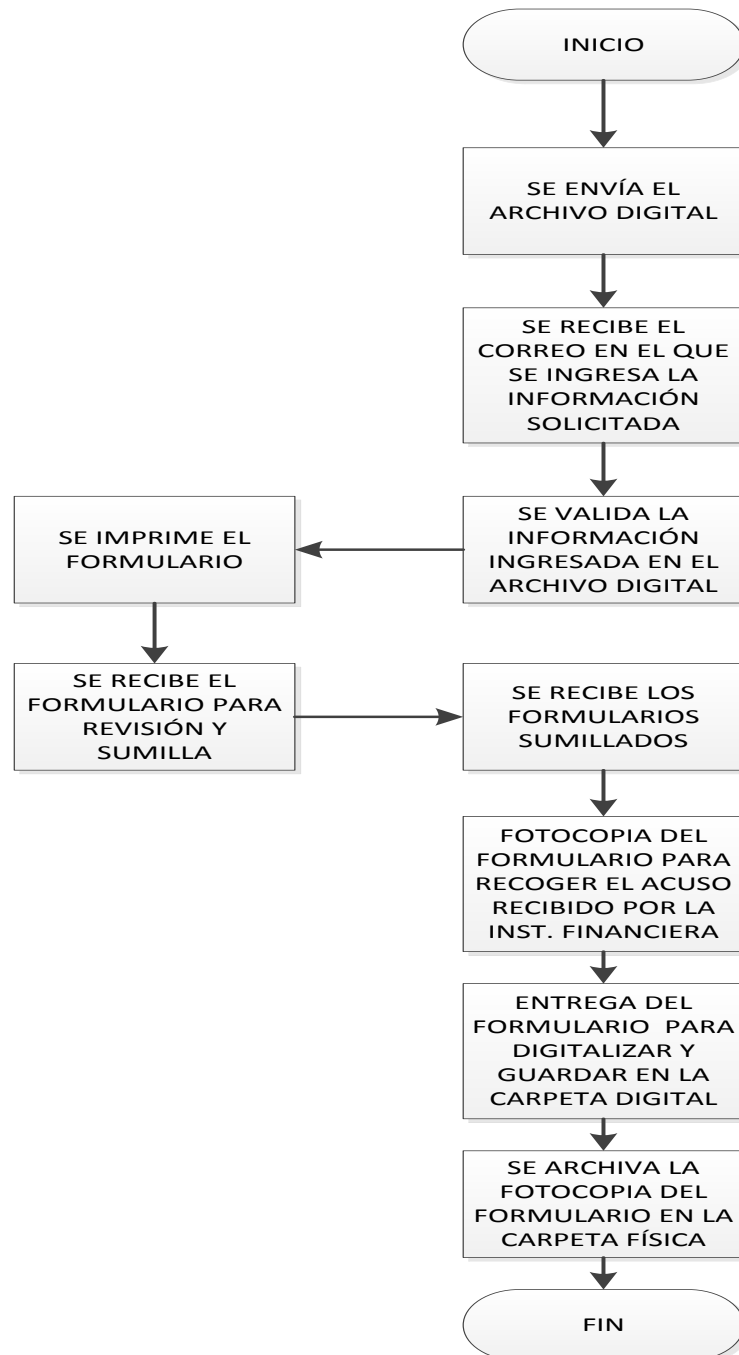 INICIO
SE ENVÍA EL
ARCHIVO DIGITAL
SE RECIBE EL
CORREO EN EL QUE
SE INGRESA LA
INFORMACIÓN
SOLICITADA
SE VALIDA LA
INFORMACIÓN
INGRESADA EN EL
ARCHIVO DIGITAL
SE IMPRIME EL
FORMULARIO
SE RECIBE EL
FORMULARIO PARA
REVISIÓN Y
SUMILLA
SE RECIBE LOS
FORMULARIOS
SUMILLADOS
FOTOCOPIA DEL
FORMULARIO PARA
RECOGER EL ACUSO
RECIBIDO POR LA
INST. FINANCIERA
ENTREGA DEL
FORMULARIO PARA
DIGITALIZAR Y
GUARDAR EN LA
CARPETA DIGITAL
SE ARCHIVA LA
FOTOCOPIA DEL
FORMULARIO EN LA
CARPETA FÍSICA
FIN